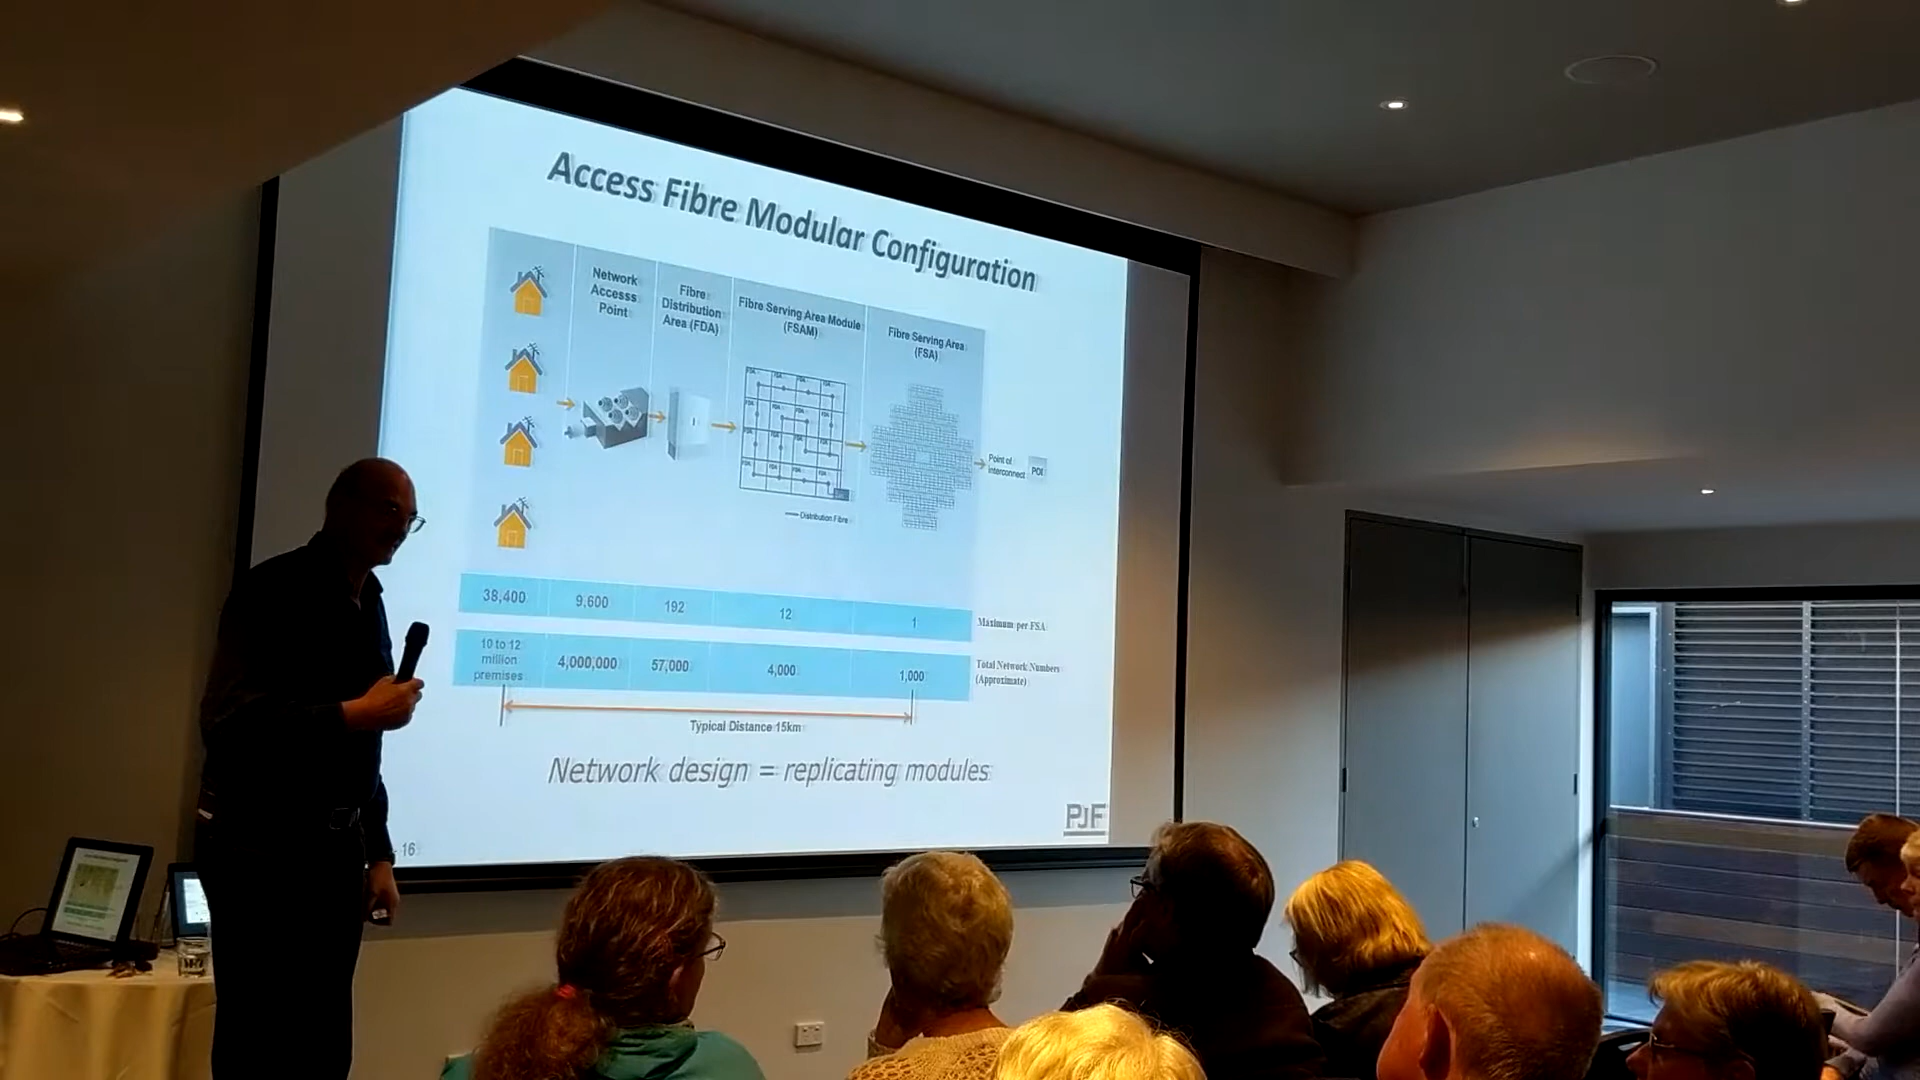 Access Fibre Modular Configuration
Network
Accesss
Point
Fibre
Distribution
Area (FDA)
Fibre Serving Area Module
(FSAM)
Fibre Serving Area
(FSA)
Point of
Interconnect
POI
Distribution Fibre
38,400
9,600
192
12
1
Maximum per FSA
10 to 12
million
premises
4,000,000
57,000
4,000
1,000
Total Network Numbers
(Approximate)
Typical Distance 15km
Network design = replicating modules
PJF
16